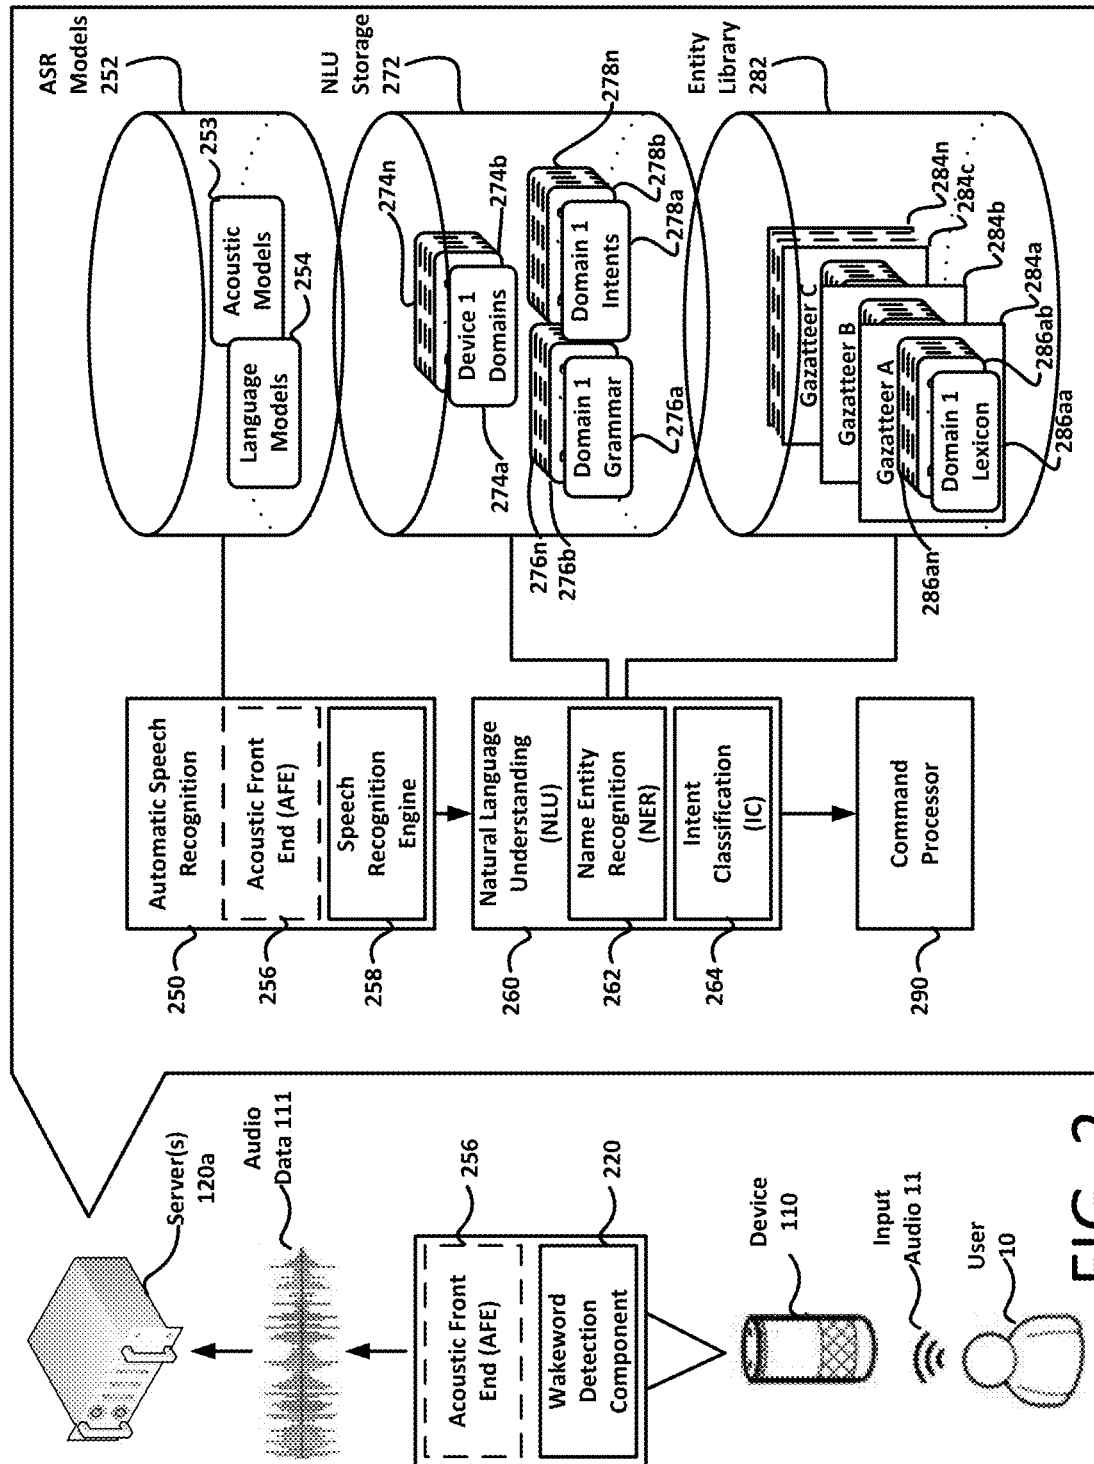 Server(s)
120a
Audio
Data 111
Acoustic Front
End (AFE)
256
Wakeword
Detection
Component
220
Device
110
Input
Audio 11
User
10
FIG. 2
250
Automatic Speech
Recognition
256
Acoustic Front
End (AFE)
258
Speech
Recognition
Engine
260
Natural Language
Understanding
(NLU)
262
Name Entity
Recognition
(NER)
264
Intent
Classification
(IC)
290
Command
Processor
ASR
Models
252
Acoustic
Models
253
Language
Models
254
NLU
Storage
272
274n
274b
Device 1
Domains
274a
276n
276b
Domain 1
Grammar
276a
278n
278b
Domain 1
Intents
278a
Entity
Library
282
Gazatteer C
284n
284c
Gazatteer B
284b
Gazatteer A
284a
286an
Domain 1
Lexicon
286ab
286aa